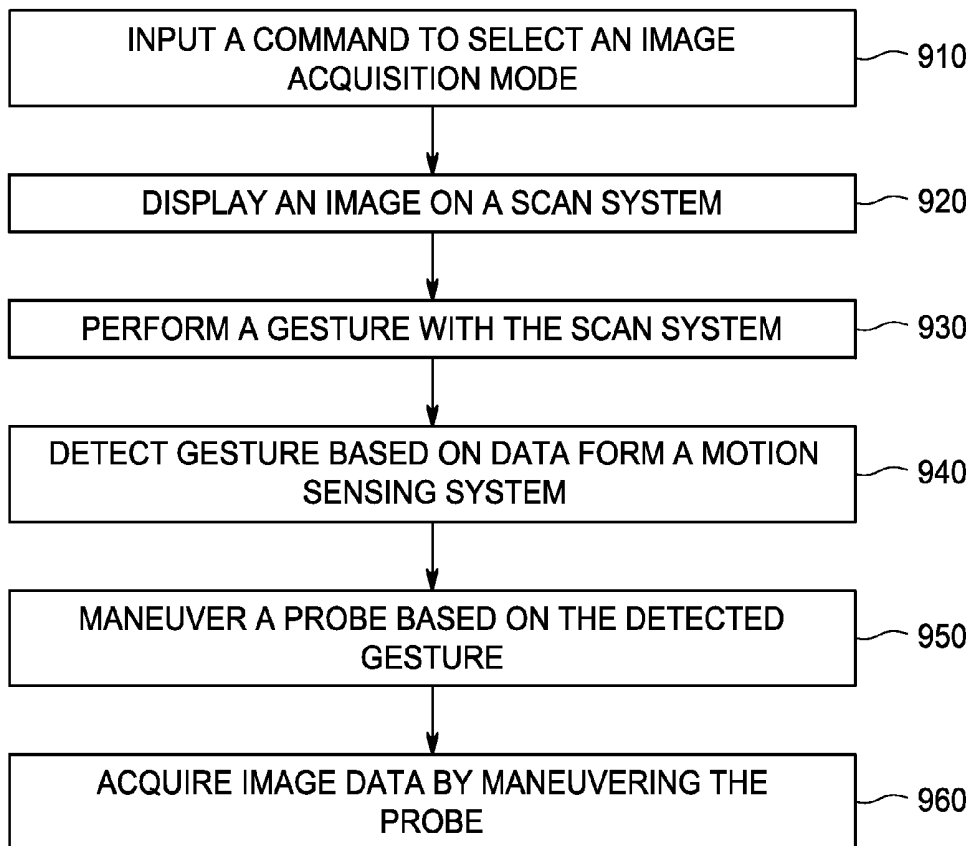 INPUT A COMMAND TO SELECT AN IMAGE
ACQUISITION MODE
910
DISPLAY AN IMAGE ON A SCAN SYSTEM
920
PERFORM A GESTURE WITH THE SCAN SYSTEM
930
DETECT GESTURE BASED ON DATA FORM A MOTION
SENSING SYSTEM
940
MANEUVER A PROBE BASED ON THE DETECTED
GESTURE
950
ACQUIRE IMAGE DATA BY MANEUVERING THE
PROBE
960